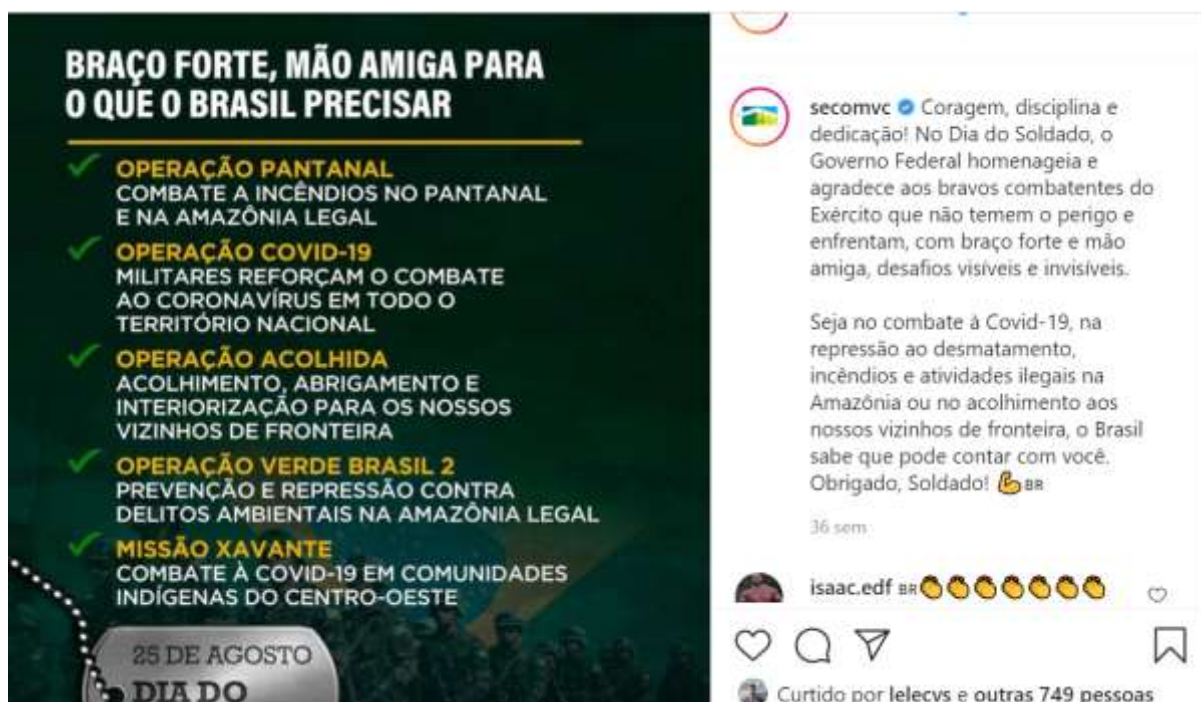 BRAÇO FORTE, MÃO AMIGA PARA
O QUE O BRASIL PRECISAR
OPERAÇÃO PANTANAL
COMBATE A INCÊNDIOS NO PANTANAL
E NA AMAZÔNIA LEGAL
OPERAÇÃO COVID-19
MILITARES REFORÇAM O COMBATE
AO CORONAVÍRUS EM TODO O
TERRITÓRIO NACIONAL
OPERAÇÃO ACOLHIDA
ACOLHIMENTO, ABRIGAMENTO E
INTERIORIZAÇÃO PARA OS NOSSOS
VIZINHOS DE FRONTEIRA
OPERAÇÃO VERDE BRASIL 2
PREVENÇÃO E REPRESSÃO CONTRA
DELITOS AMBIENTAIS NA AMAZÔNIA LEGAL
MISSÃO XAVANTE
COMBATE À COVID-19 EM COMUNIDADES
INDÍGENAS DO CENTRO-OESTE
25 DE AGOSTO
DIA DO
secomvc Coragem, disciplina e
dedicação! No Dia do Soldado, o
Governo Federal homenageia e
agradece aos bravos combatentes do
Exército que não temem o perigo e
enfrentam, com braço forte e mão
amiga, desafios visíveis e invisíveis.
Seja no combate à Covid-19, na
repressão ao desmatamento,
incêndios e atividades ilegais na
Amazônia ou no acolhimento aos
nossos vizinhos de fronteira, o Brasil
sabe que pode contar com você.
Obrigado, Soldado! 💪 BR
36 sem
isaac.edf BR👏👏👏👏👏👏👏
Curtido por lelecvs e outras 749 pessoas